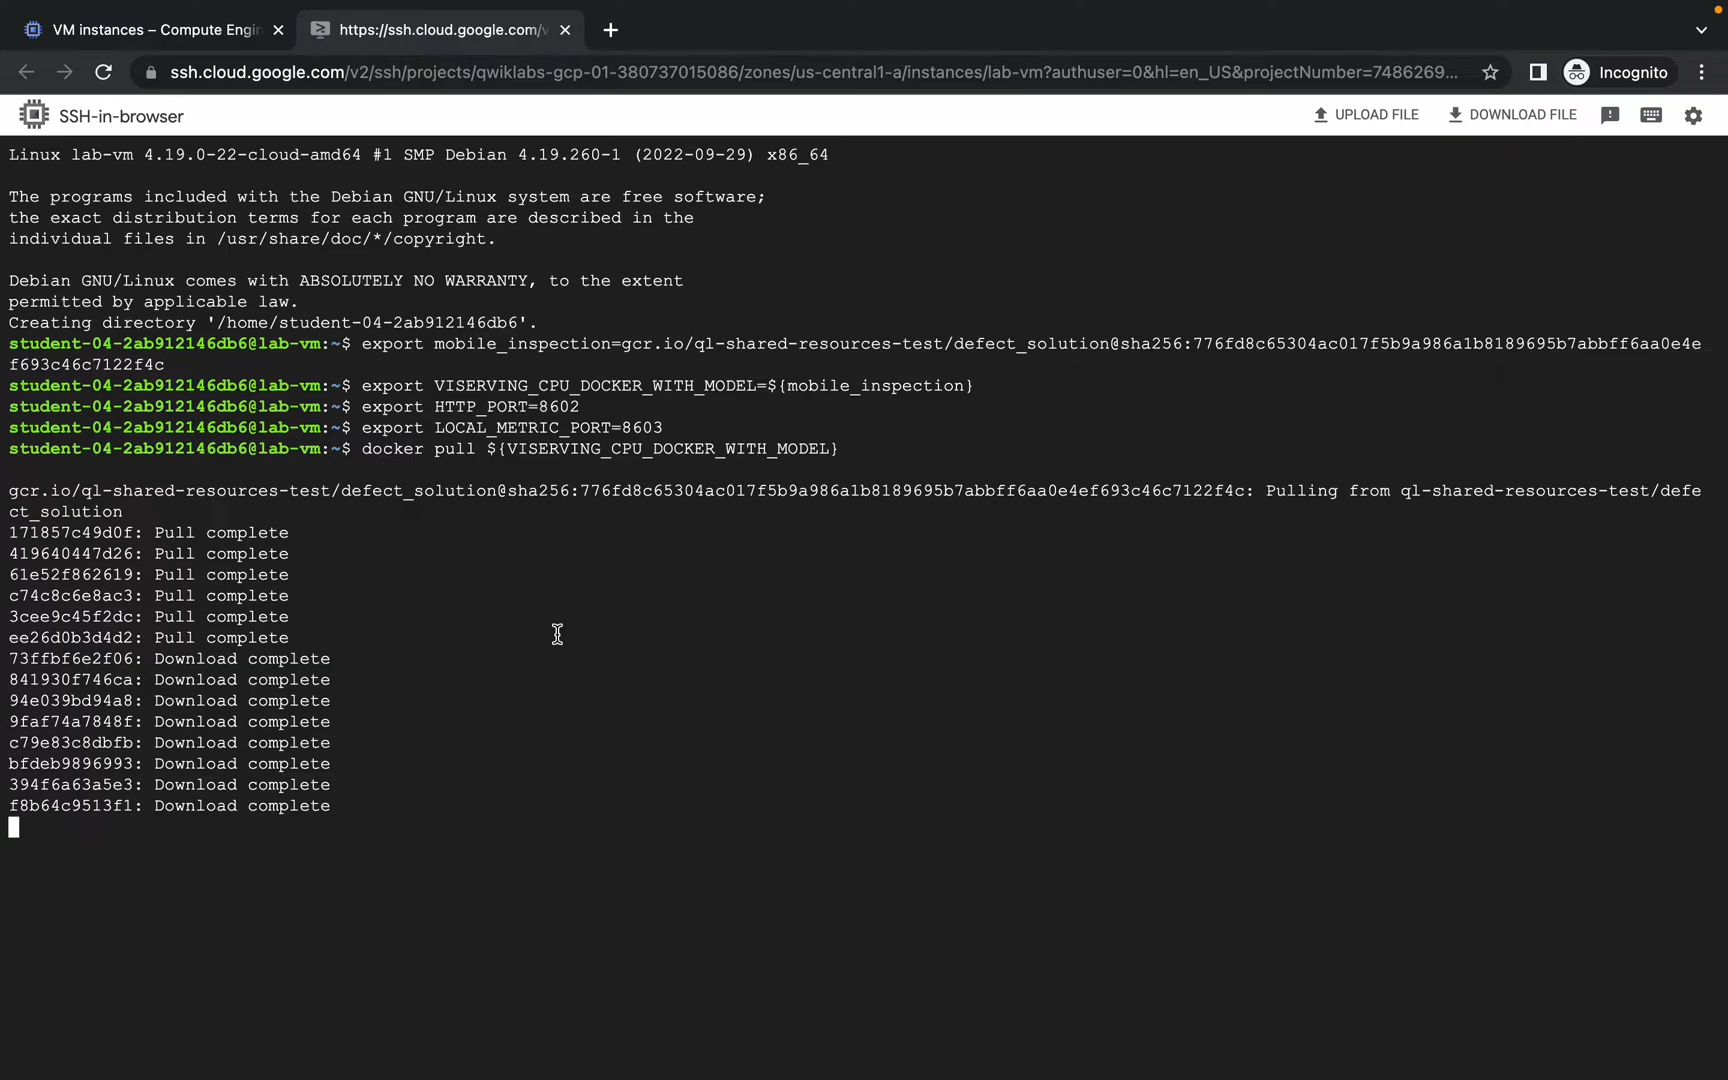 VM instances – Compute Engin
https://ssh.cloud.google.com/v
ssh.cloud.google.com/v2/ssh/projects/qwiklabs-gcp-01-380737015086/zones/us-central1-a/instances/lab-vm?authuser=0&hl=en_US&projectNumber=7486269...
Incognito
SSH-in-browser
UPLOAD FILE
DOWNLOAD FILE
Linux lab-vm 4.19.0-22-cloud-amd64 #1 SMP Debian 4.19.260-1 (2022-09-29) x86_64
The programs included with the Debian GNU/Linux system are free software;
the exact distribution terms for each program are described in the
individual files in /usr/share/doc/*/copyright.
Debian GNU/Linux comes with ABSOLUTELY NO WARRANTY, to the extent
permitted by applicable law.
Creating directory '/home/student-04-2ab912146db6'.
student-04-2ab912146db6@lab-vm:~$ export mobile_inspection=gcr.io/ql-shared-resources-test/defect_solution@sha256:776fd8c65304ac017f5b9a986a1b8189695b7abbff6aa0e4e
f693c46c7122f4c
student-04-2ab912146db6@lab-vm:~$ export VISERVING_CPU_DOCKER_WITH_MODEL=${mobile_inspection}
student-04-2ab912146db6@lab-vm:~$ export HTTP_PORT=8602
student-04-2ab912146db6@lab-vm:~$ export LOCAL_METRIC_PORT=8603
student-04-2ab912146db6@lab-vm:~$ docker pull ${VISERVING_CPU_DOCKER_WITH_MODEL}
gcr.io/ql-shared-resources-test/defect_solution@sha256:776fd8c65304ac017f5b9a986a1b8189695b7abbff6aa0e4ef693c46c7122f4c: Pulling from ql-shared-resources-test/defe
ct_solution
171857c49d0f: Pull complete
419640447d26: Pull complete
61e52f862619: Pull complete
c74c8c6e8ac3: Pull complete
3cee9c45f2dc: Pull complete
ee26d0b3d4d2: Pull complete
73ffbf6e2f06: Download complete
841930f746ca: Download complete
94e039bd94a8: Download complete
9faf74a7848f: Download complete
c79e83c8dbfb: Download complete
bfdeb9896993: Download complete
394f6a63a5e3: Download complete
f8b64c9513f1: Download complete